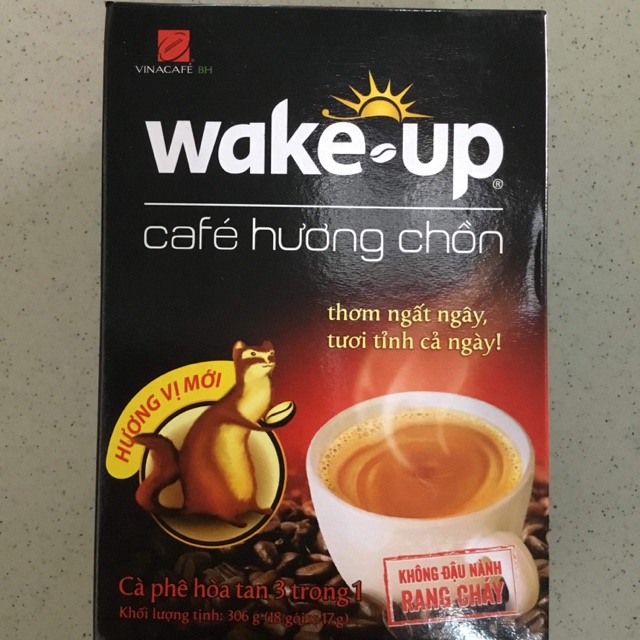 VINACAFÉ BH
wake-up®
café hương chồn
thơm ngất ngây,
tươi tỉnh cả ngày!
HƯƠNG VỊ MỚI
KHÔNG ĐẬU NÀNH
RANG CHÁY
Cà phê hòa tan 3 trong 1
Khối lượng tịnh: 306 g (18 gói x 17g)